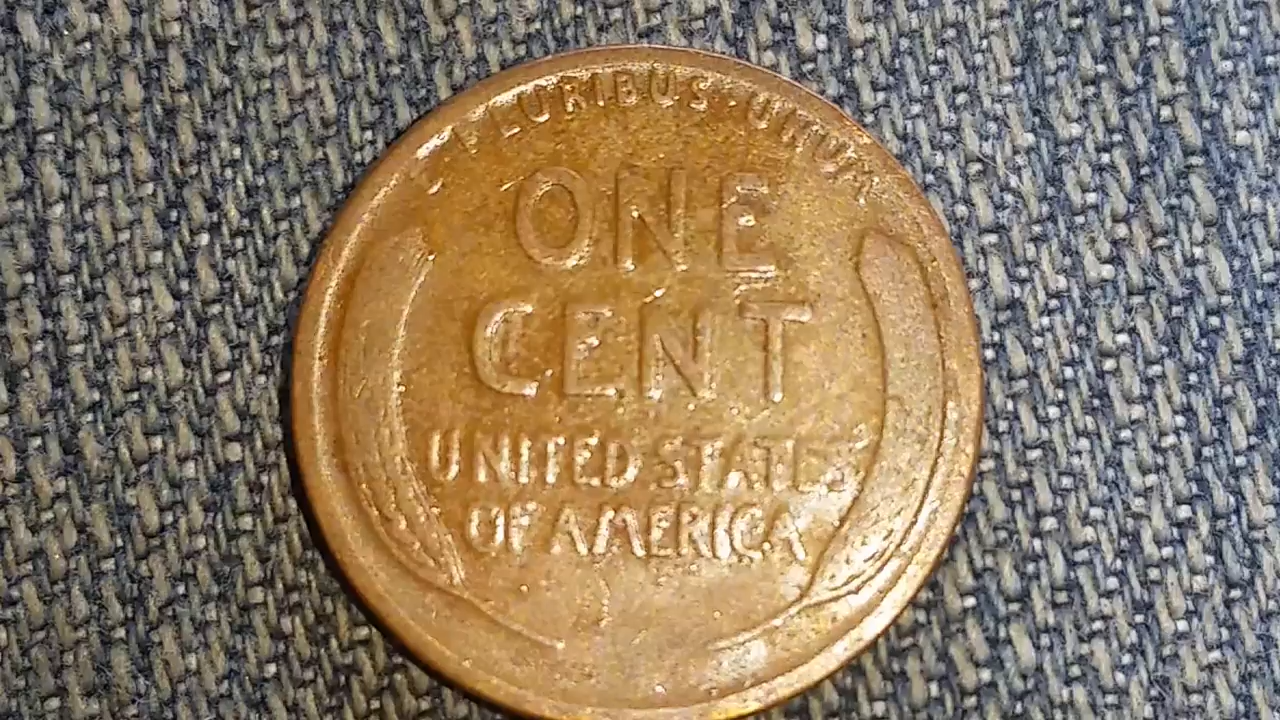 PLURIBUS·UNUM
ONE
CENT
UNITED STATES
OF AMERICA